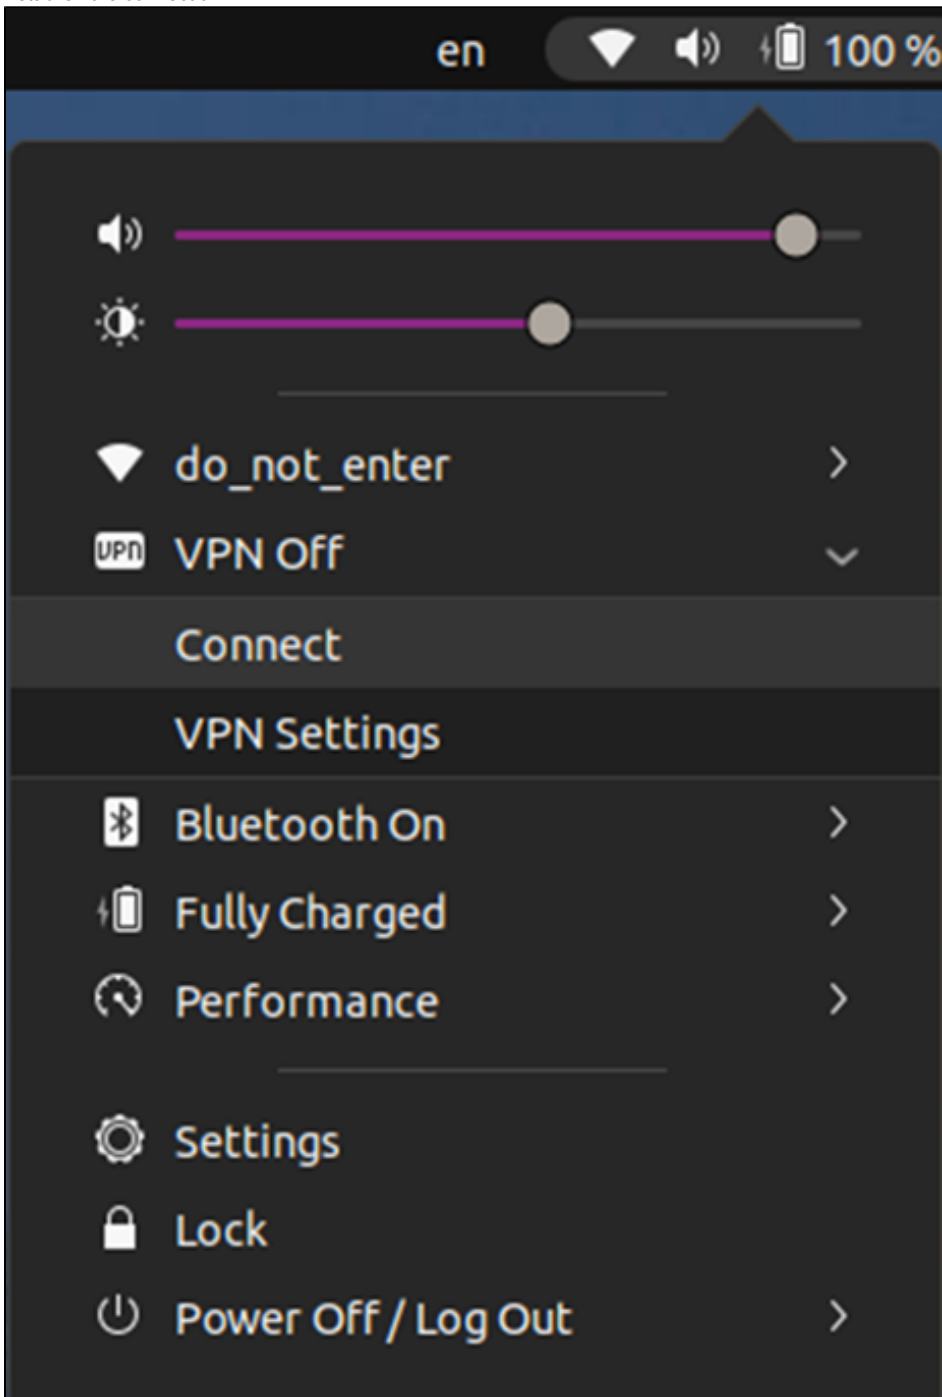 en 100 %
do_not_enter
VPN VPN Off
Connect
VPN Settings
Bluetooth On
Fully Charged
Performance
Settings
Lock
Power Off / Log Out